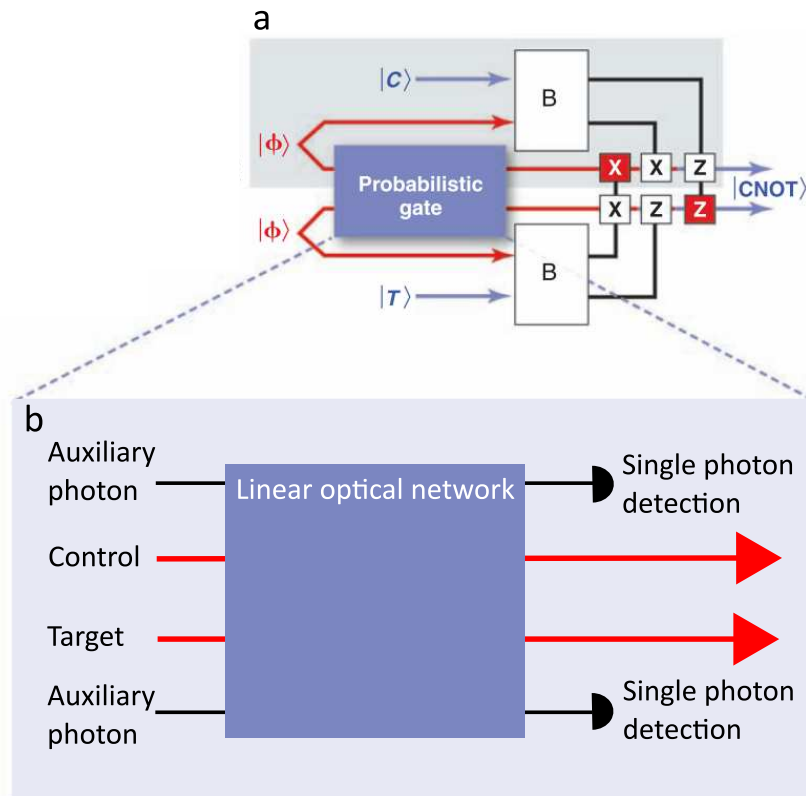 a
|C⟩
B
|ϕ⟩
Probabilistic
gate
X X Z
|CNOT⟩
X Z Z
|ϕ⟩
B
|T⟩
b
Auxiliary
photon
Linear optical network
Single photon
detection
Control
Target
Auxiliary
photon
Single photon
detection